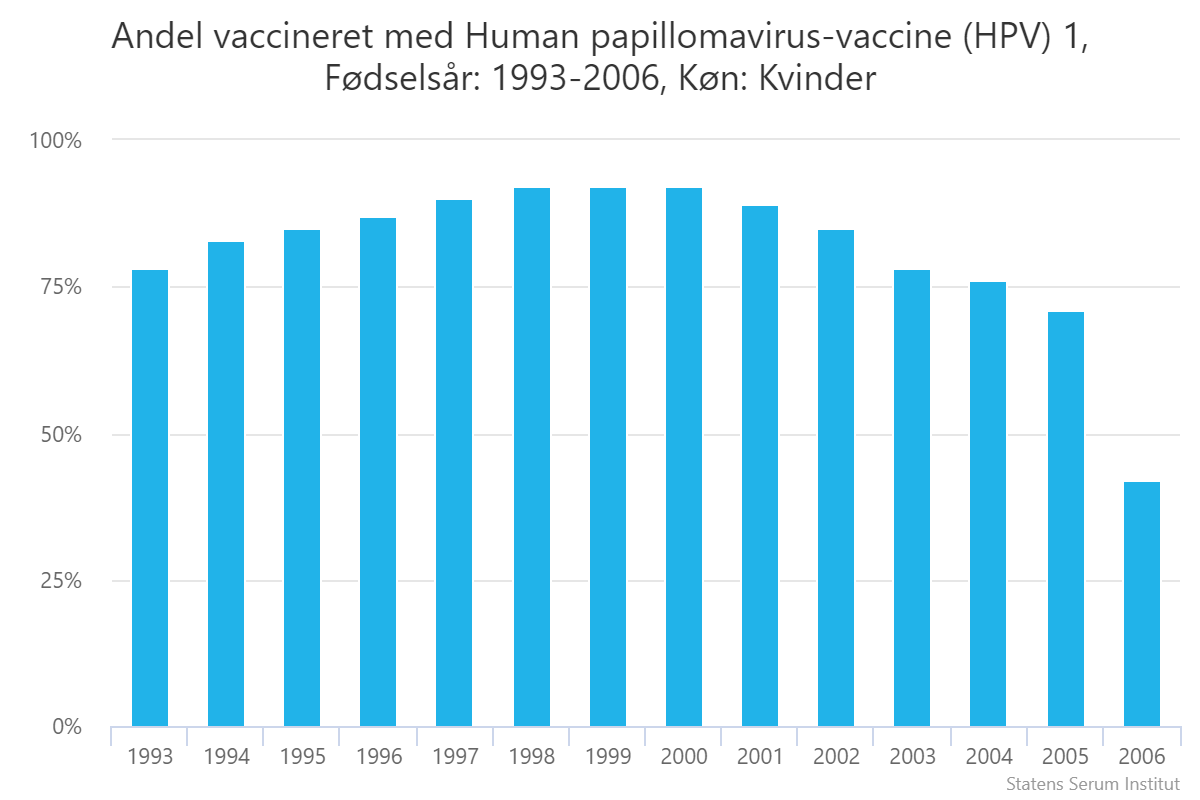 Andel vaccineret med Human papillomavirus-vaccine (HPV) 1,
Fødselsår: 1993-2006, Køn: Kvinder
100%
75%
50%
25%
0%
1993 1994 1995 1996 1997 1998 1999 2000 2001 2002 2003 2004 2005 2006
Statens Serum Institut